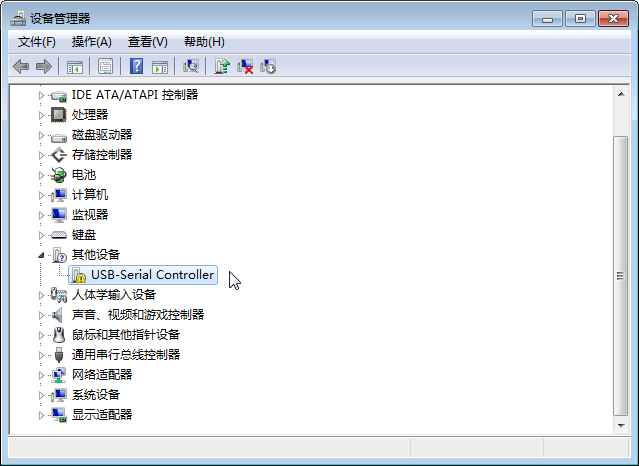 设备管理器
文件(F) 操作(A) 查看(V) 帮助(H)
IDE ATA/ATAPI 控制器
处理器
磁盘驱动器
存储控制器
电池
计算机
监视器
键盘
其他设备
USB-Serial Controller
人体学输入设备
声音、视频和游戏控制器
鼠标和其他指针设备
通用串行总线控制器
网络适配器
系统设备
显示适配器